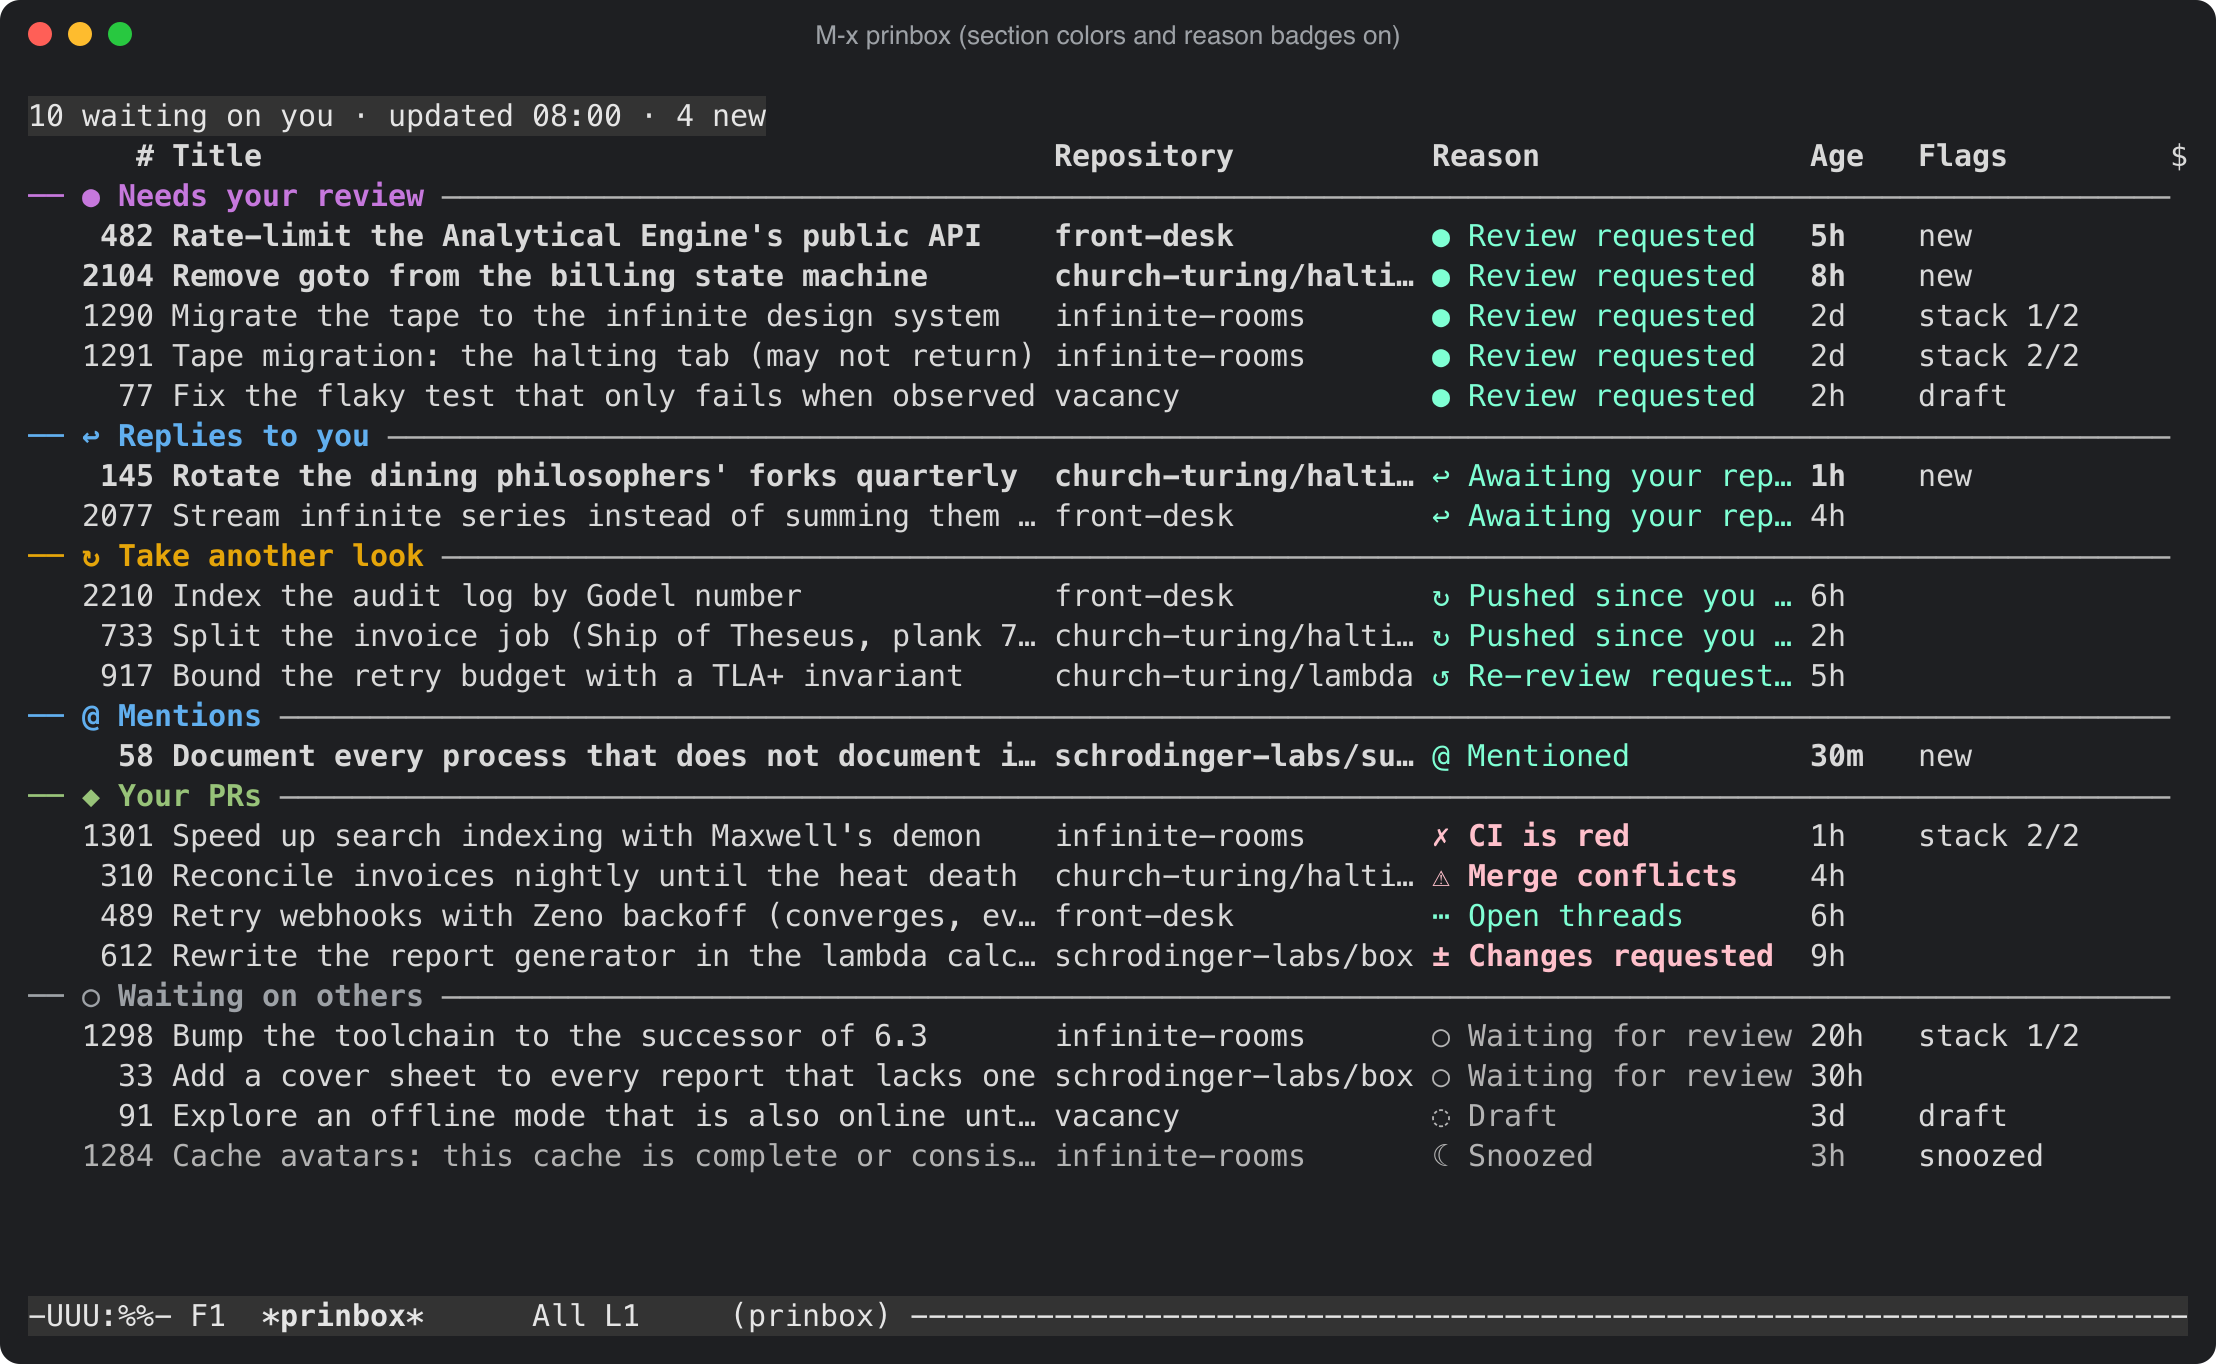 M-x prinbox (section colors and reason badges on)
10 waiting on you · updated 08:00 · 4 new
# Title Repository Reason Age Flags $
── ● Needs your review ──────────
482 Rate-limit the Analytical Engine's public API front-desk ● Review requested 5h new
2104 Remove goto from the billing state machine church-turing/halti… ● Review requested 8h new
1290 Migrate the tape to the infinite design system infinite-rooms ● Review requested 2d stack 1/2
1291 Tape migration: the halting tab (may not return) infinite-rooms ● Review requested 2d stack 2/2
77 Fix the flaky test that only fails when observed vacancy ● Review requested 2h draft
── ↩ Replies to you ──────────
145 Rotate the dining philosophers' forks quarterly church-turing/halti… ↩ Awaiting your rep… 1h new
2077 Stream infinite series instead of summing them … front-desk ↩ Awaiting your rep… 4h
── ↻ Take another look ──────────
2210 Index the audit log by Godel number front-desk ↻ Pushed since you … 6h
733 Split the invoice job (Ship of Theseus, plank 7… church-turing/halti… ↻ Pushed since you … 2h
917 Bound the retry budget with a TLA+ invariant church-turing/lambda ↺ Re-review request… 5h
── @ Mentions ──────────
58 Document every process that does not document i… schrodinger-labs/su… @ Mentioned 30m new
── ◆ Your PRs ──────────
1301 Speed up search indexing with Maxwell's demon infinite-rooms ✗ CI is red 1h stack 2/2
310 Reconcile invoices nightly until the heat death church-turing/halti… ⚠ Merge conflicts 4h
489 Retry webhooks with Zeno backoff (converges, ev… front-desk ┅ Open threads 6h
612 Rewrite the report generator in the lambda calc… schrodinger-labs/box ± Changes requested 9h
── ○ Waiting on others ──────────
1298 Bump the toolchain to the successor of 6.3 infinite-rooms ○ Waiting for review 20h stack 1/2
33 Add a cover sheet to every report that lacks one schrodinger-labs/box ○ Waiting for review 30h
91 Explore an offline mode that is also online unt… vacancy ◌ Draft 3d draft
1284 Cache avatars: this cache is complete or consis… infinite-rooms ☾ Snoozed 3h snoozed
-UUU:%%- F1 *prinbox* All L1 (prinbox) ----------